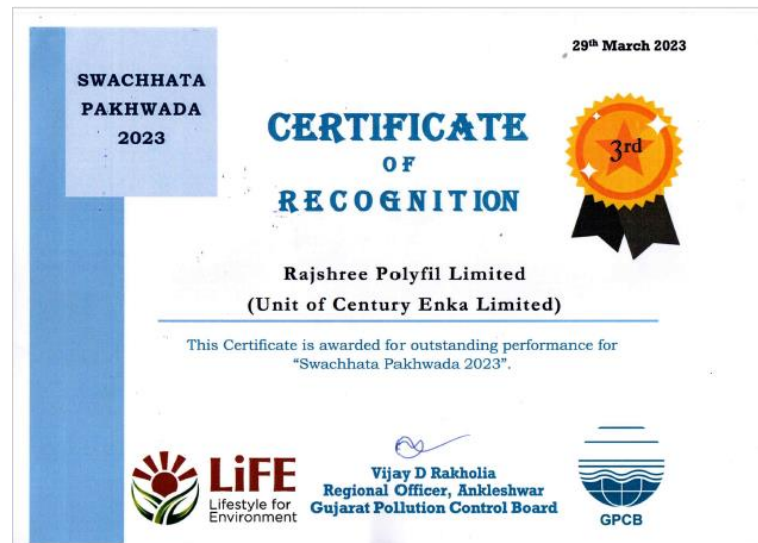 29th March 2023
SWACHHATA
PAKHWADA
2023
CERTIFICATE
OF
RECOGNITION
3rd
Rajshree Polyfil Limited
(Unit of Century Enka Limited)
This Certificate is awarded for outstanding performance for
“Swachhata Pakhwada 2023”.
LiFE
Lifestyle for
Environment
Vijay D Rakholia
Regional Officer, Ankleshwar
Gujarat Pollution Control Board
GPCB